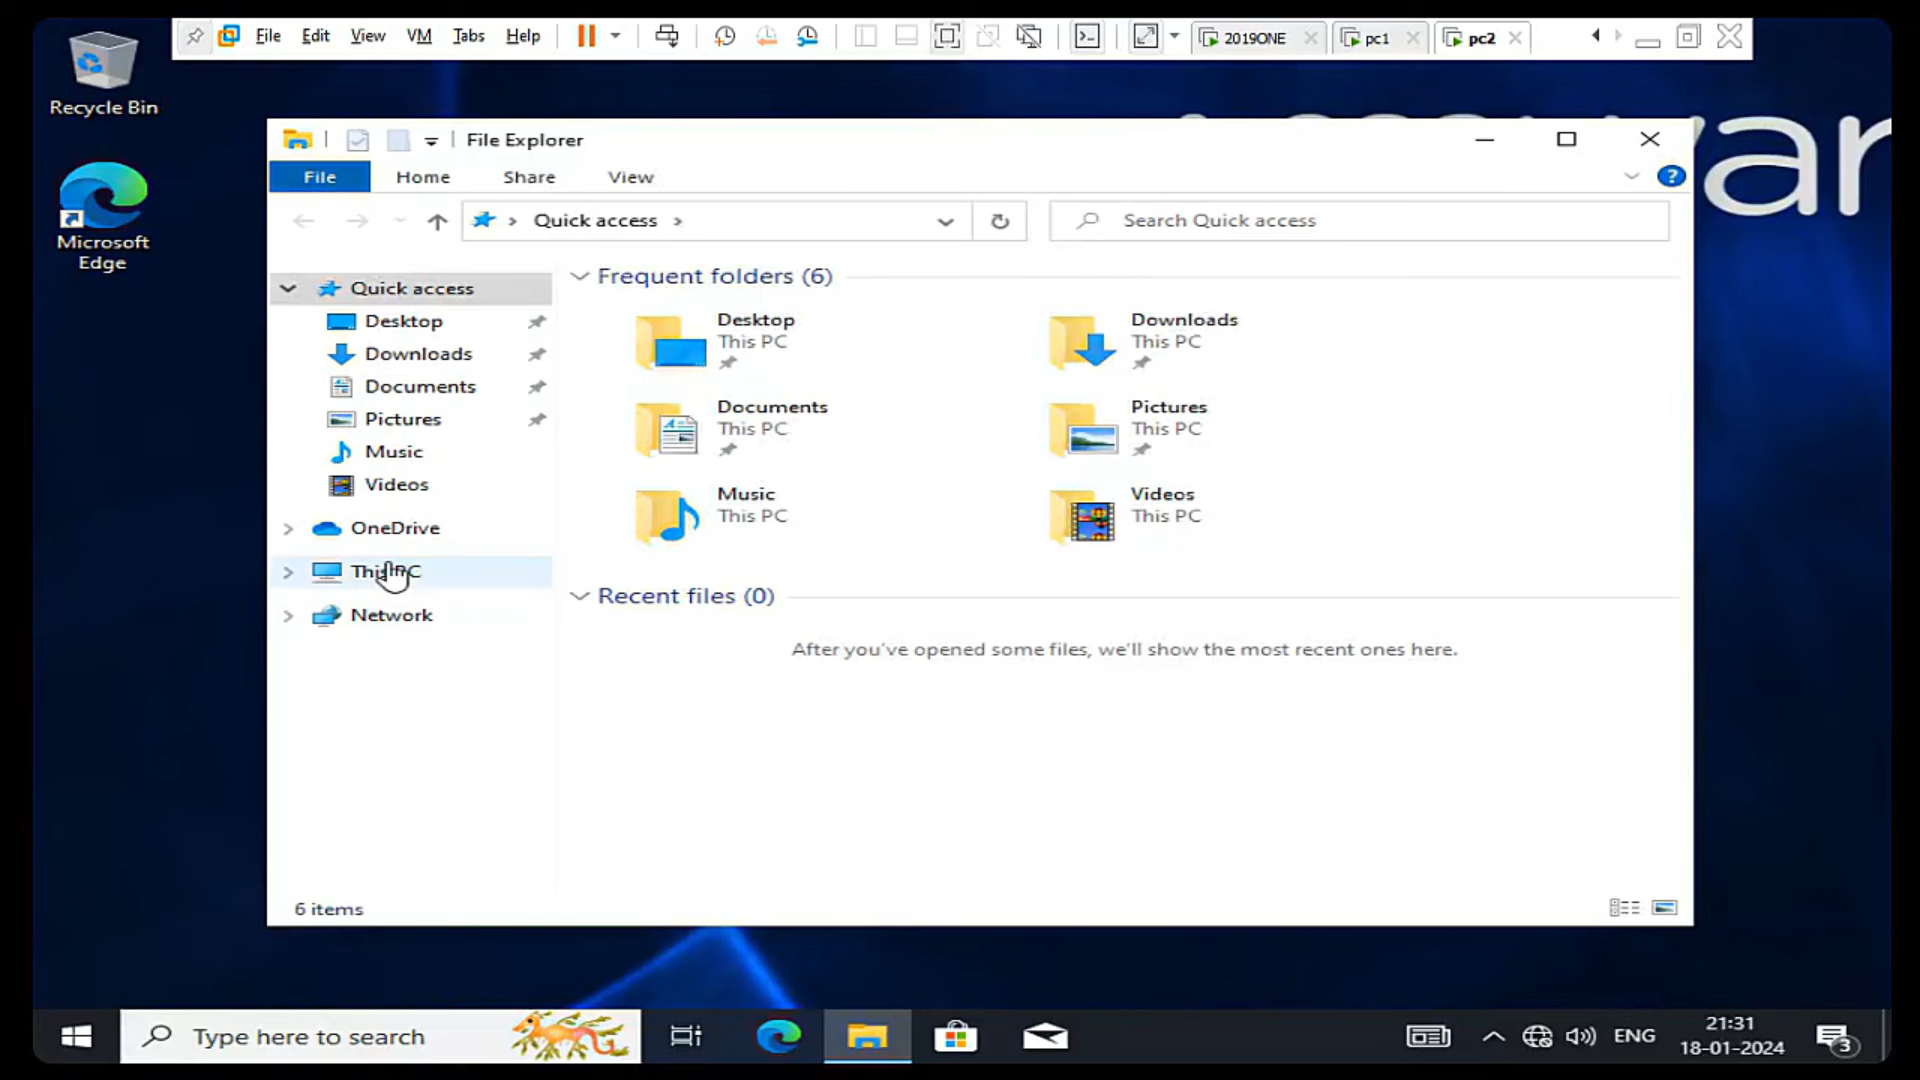 Recycle Bin
File Edit View VM Tabs Help
2019ONE pc1 pc2
Microsoft
Edge
File Explorer
File Home Share View
Quick access
Search Quick access
Quick access
Desktop
Downloads
Documents
Pictures
Music
Videos
OneDrive
This PC
Network
Frequent folders (6)
Desktop
This PC
Downloads
This PC
Documents
This PC
Pictures
This PC
Music
This PC
Videos
This PC
Recent files (0)
After you've opened some files, we'll show the most recent ones here.
6 items
Type here to search
ENG
21:31
18-01-2024
3